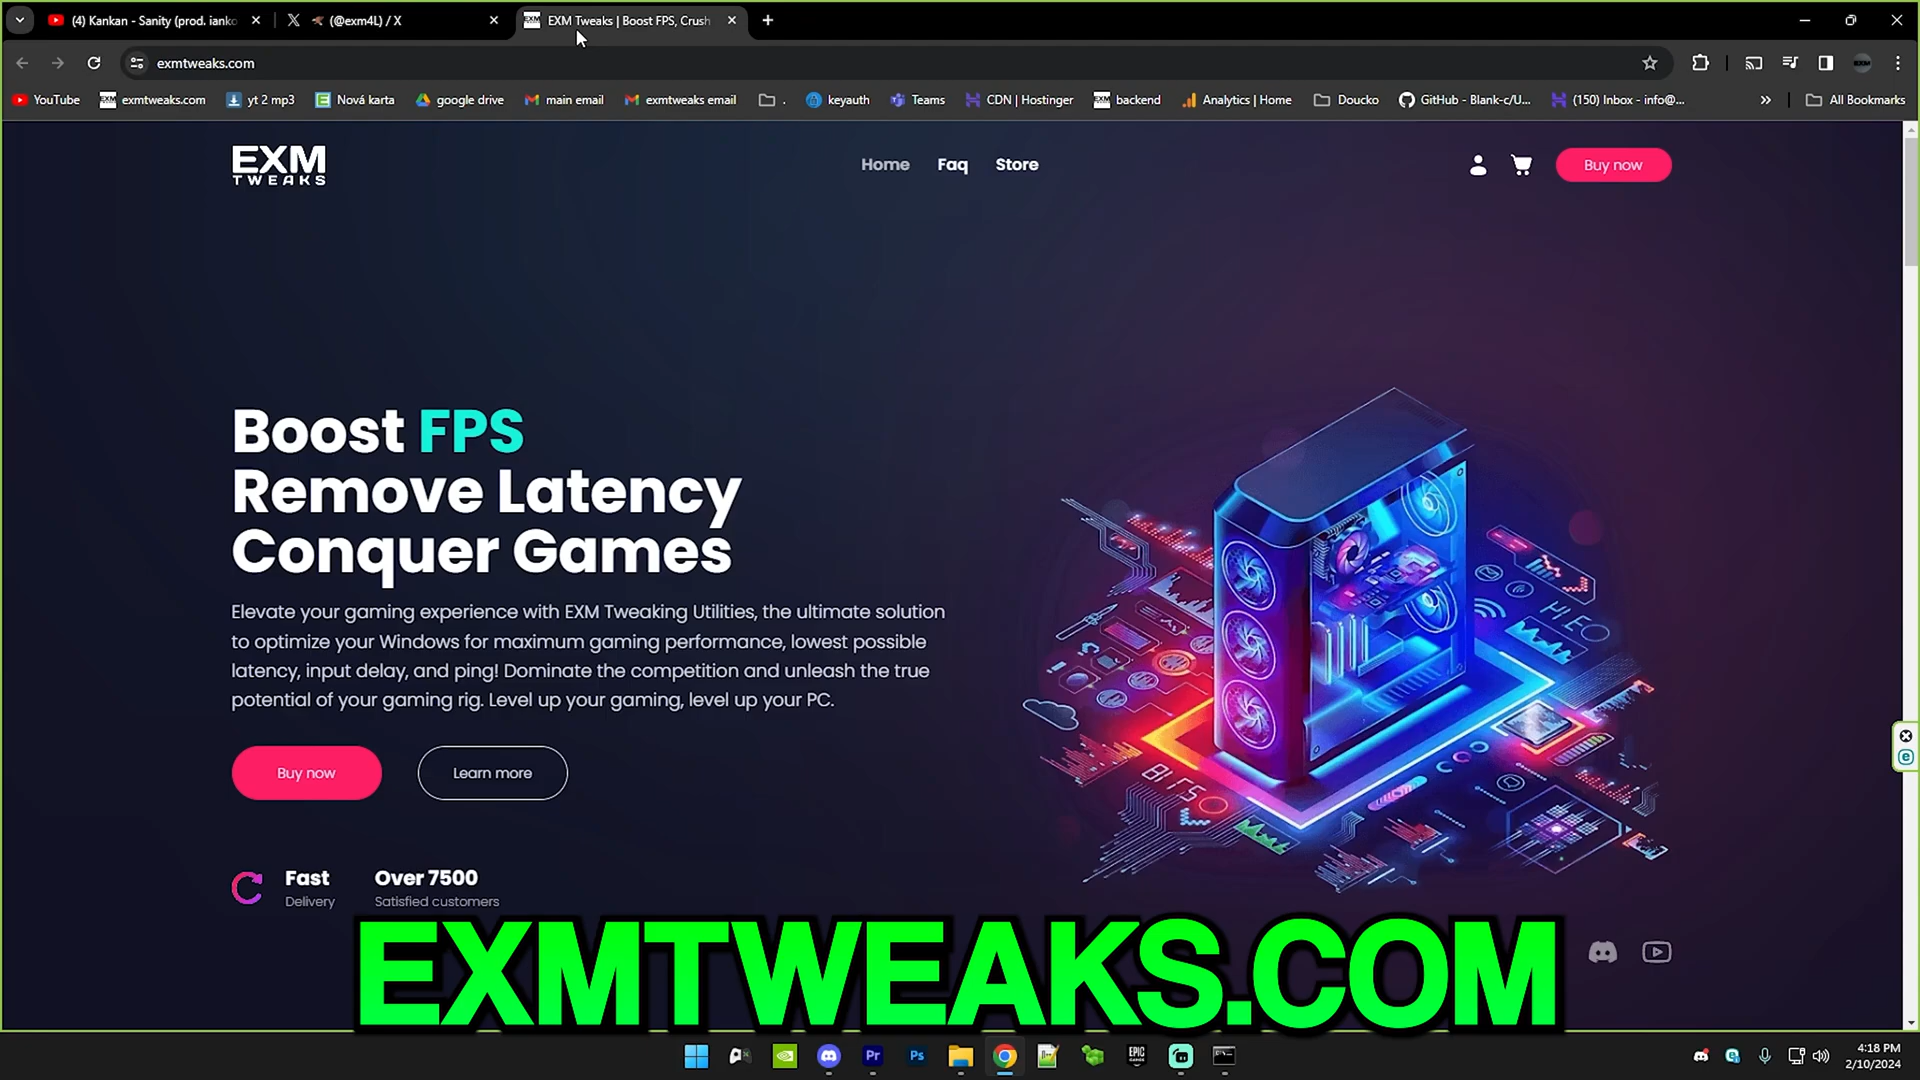 (4) Kankan - Sanity (prod. ianko
(@exm4L) / X
EXM Tweaks | Boost FPS, Crush
exmtweaks.com
YouTube
exmtweaks.com
yt 2 mp3
Nová karta
google drive
main email
exmtweaks email
.
keyauth
Teams
CDN | Hostinger
backend
Analytics | Home
Doucko
GitHub - Blank-c/U...
(150) Inbox - info@...
All Bookmarks
EXM
TWEAKS
Home
Faq
Store
Buy now
Boost FPS
Remove Latency
Conquer Games
Elevate your gaming experience with EXM Tweaking Utilities, the ultimate solution
to optimize your Windows for maximum gaming performance, lowest possible
latency, input delay, and ping! Dominate the competition and unleash the true
potential of your gaming rig. Level up your gaming, level up your PC.
Buy now
Learn more
Fast
Delivery
Over 7500
Satisfied customers
BITS
EXMTWEAKS.COM
Pr
Ps
EPIC
GAMES
4:18 PM
2/10/2024